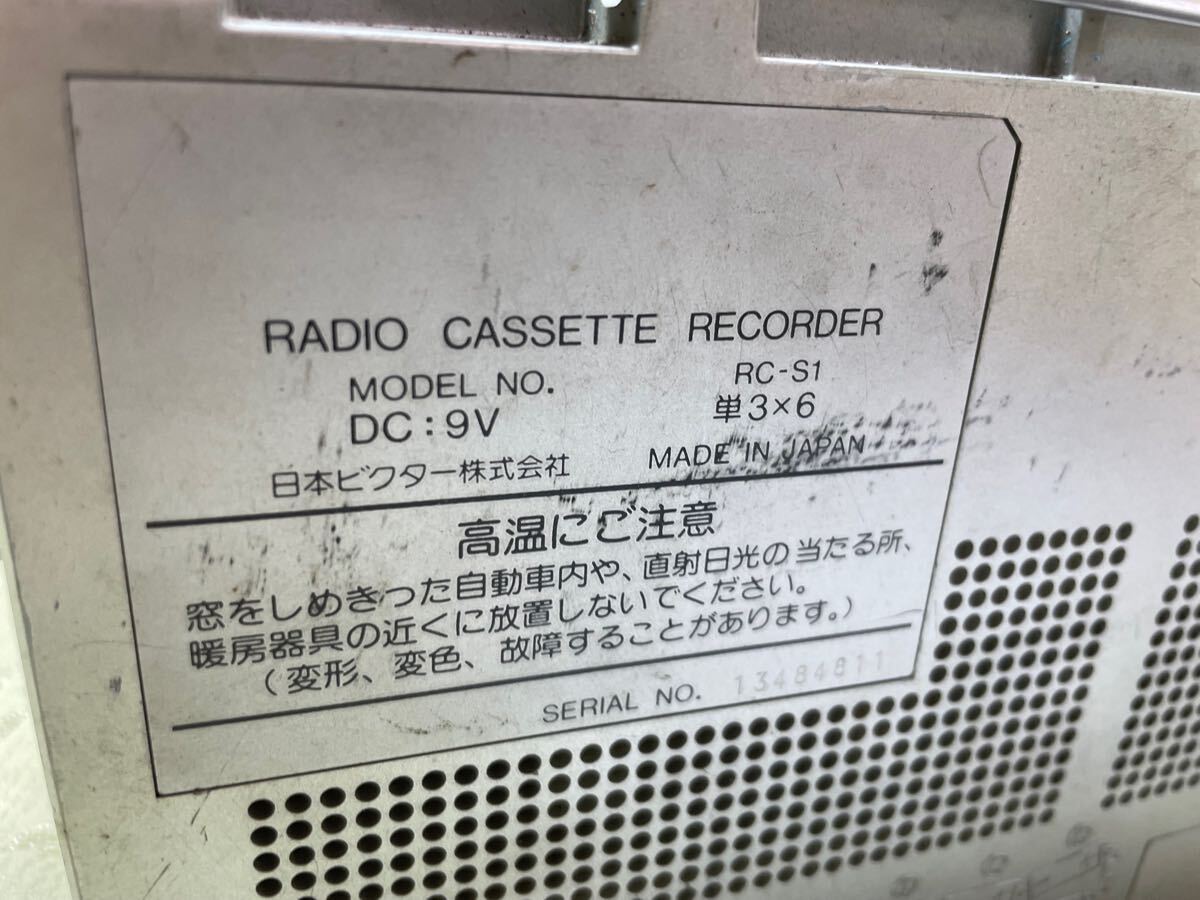 RADIO CASSETTE RECORDER
MODEL NO. RC-S1
DC : 9V 単3×6
日本ビクター株式会社 MADE IN JAPAN
高温にご注意
窓をしめきった自動車内や、直射日光の当たる所、
暖房器具の近くに放置しないでください。
(変形、変色、故障することがあります。)
SERIAL NO. 13484811